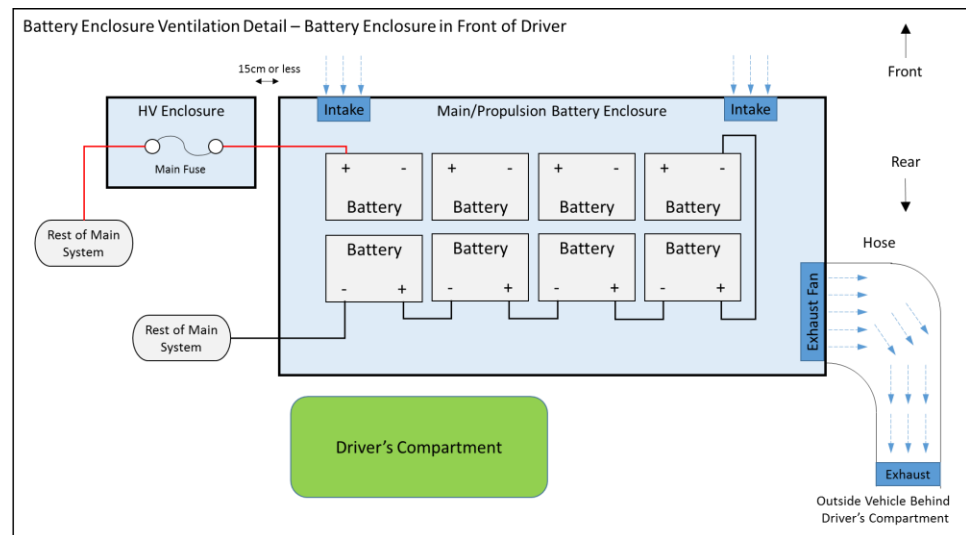 Battery Enclosure Ventilation Detail – Battery Enclosure in Front of Driver
Front
15cm or less
HV Enclosure
Intake
Main/Propulsion Battery Enclosure
Intake
Main Fuse
Rear
+ -
+ -
+ -
+ -
Battery
Battery
Battery
Battery
Rest of Main
System
Hose
Battery
Battery
Battery
Battery
- +
- +
- +
- +
Exhaust Fan
Rest of Main
System
Driver's Compartment
Exhaust
Outside Vehicle Behind
Driver's Compartment